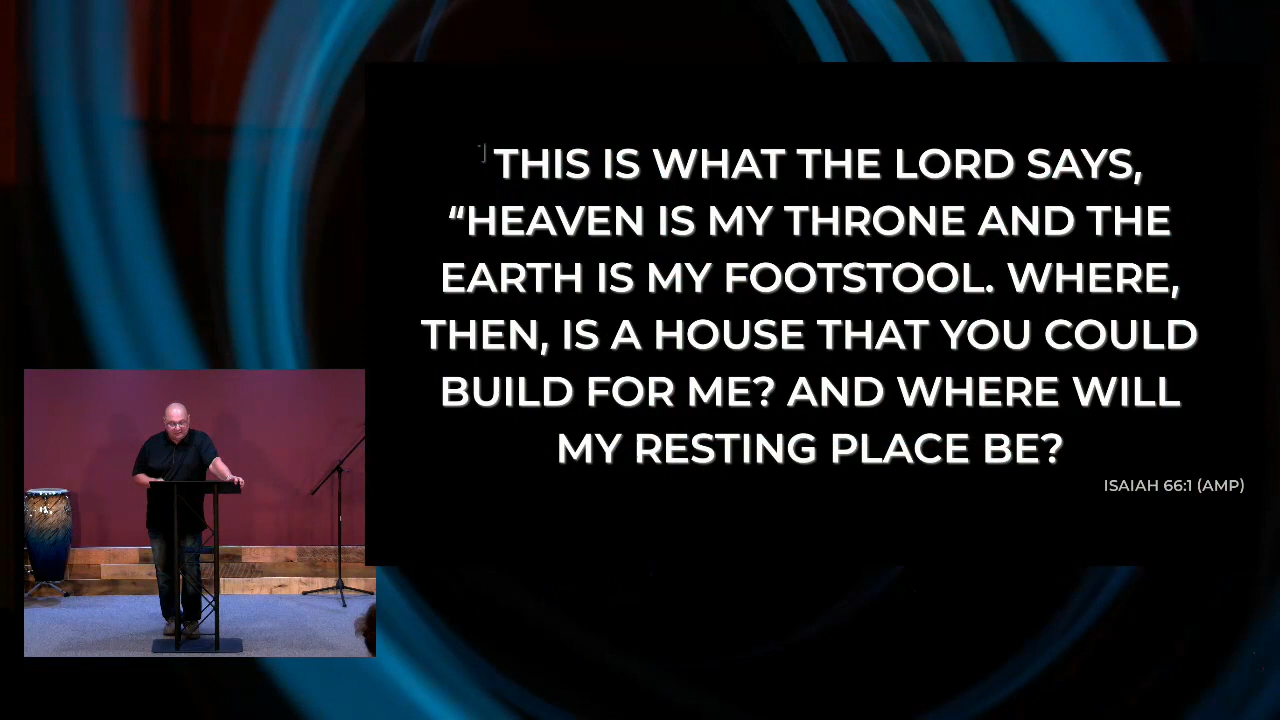 1 THIS IS WHAT THE LORD SAYS,
“HEAVEN IS MY THRONE AND THE
EARTH IS MY FOOTSTOOL. WHERE,
THEN, IS A HOUSE THAT YOU COULD
BUILD FOR ME? AND WHERE WILL
MY RESTING PLACE BE?
ISAIAH 66:1 (AMP)